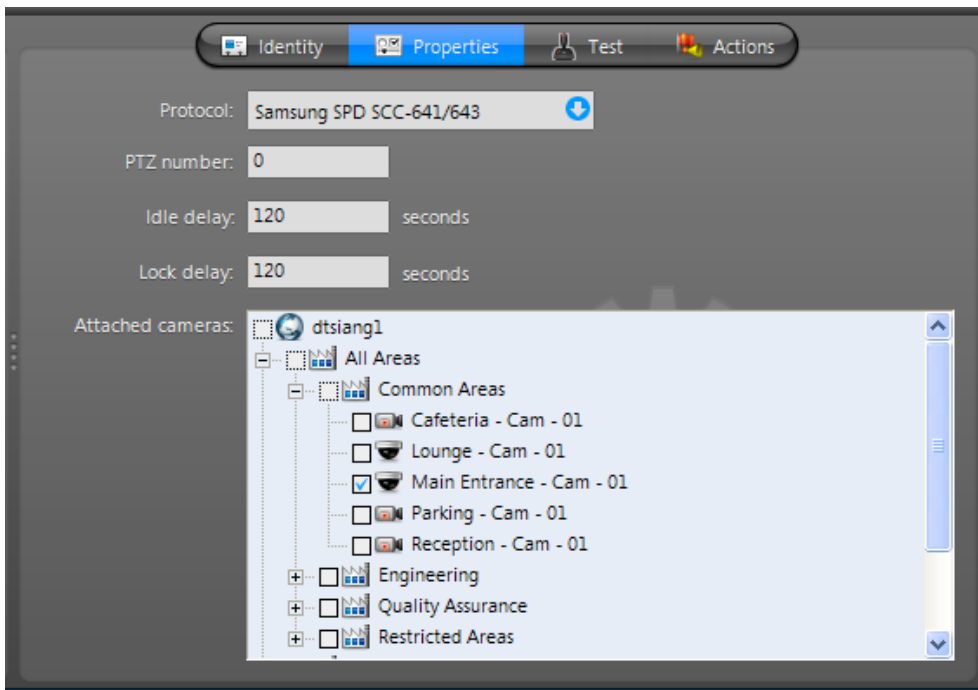 Identity Properties Test Actions
Protocol: Samsung SPD SCC-641/643
PTZ number: 0
Idle delay: 120 seconds
Lock delay: 120 seconds
Attached cameras: dtsiang1
All Areas
Common Areas
Cafeteria - Cam - 01
Lounge - Cam - 01
Main Entrance - Cam - 01
Parking - Cam - 01
Reception - Cam - 01
Engineering
Quality Assurance
Restricted Areas